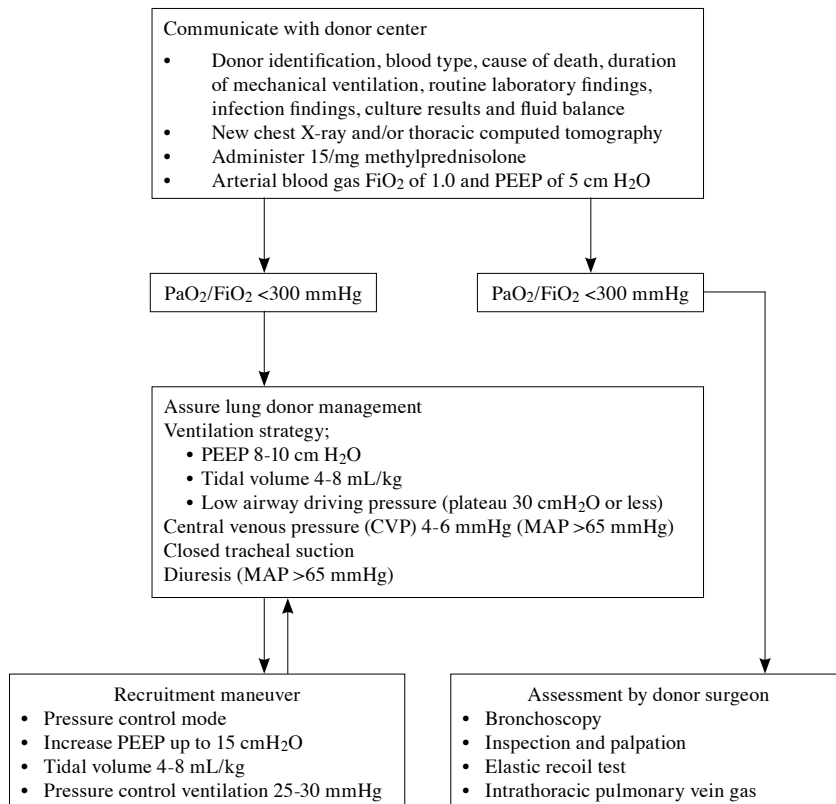 Communicate with donor center
• Donor identification, blood type, cause of death, duration
of mechanical ventilation, routine laboratory findings,
infection findings, culture results and fluid balance
• New chest X-ray and/or thoracic computed tomography
• Administer 15/mg methylprednisolone
• Arterial blood gas FiO₂ of 1.0 and PEEP of 5 cm H₂O
PaO₂/FiO₂ <300 mmHg
PaO₂/FiO₂ <300 mmHg
Assure lung donor management
Ventilation strategy;
• PEEP 8-10 cm H₂O
• Tidal volume 4-8 mL/kg
• Low airway driving pressure (plateau 30 cmH₂O or less)
Central venous pressure (CVP) 4-6 mmHg (MAP >65 mmHg)
Closed tracheal suction
Diuresis (MAP >65 mmHg)
Recruitment maneuver
• Pressure control mode
• Increase PEEP up to 15 cmH₂O
• Tidal volume 4-8 mL/kg
• Pressure control ventilation 25-30 mmHg
Assessment by donor surgeon
• Bronchoscopy
• Inspection and palpation
• Elastic recoil test
• Intrathoracic pulmonary vein gas